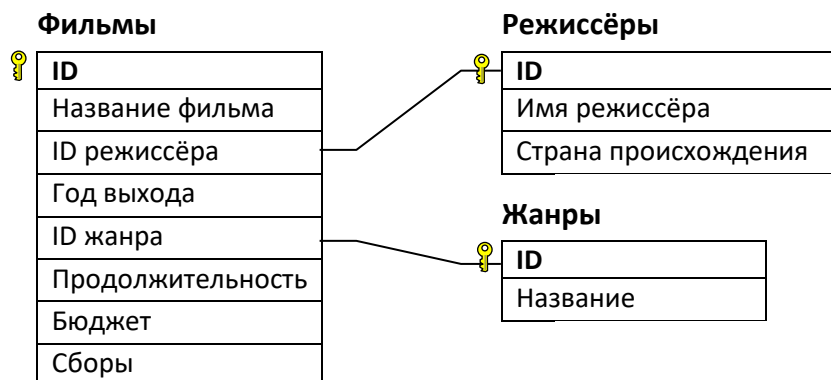 Фильмы
ID
Название фильма
ID режиссёра
Год выхода
ID жанра
Продолжительность
Бюджет
Сборы
Режиссёры
ID
Имя режиссёра
Страна происхождения
Жанры
ID
Название